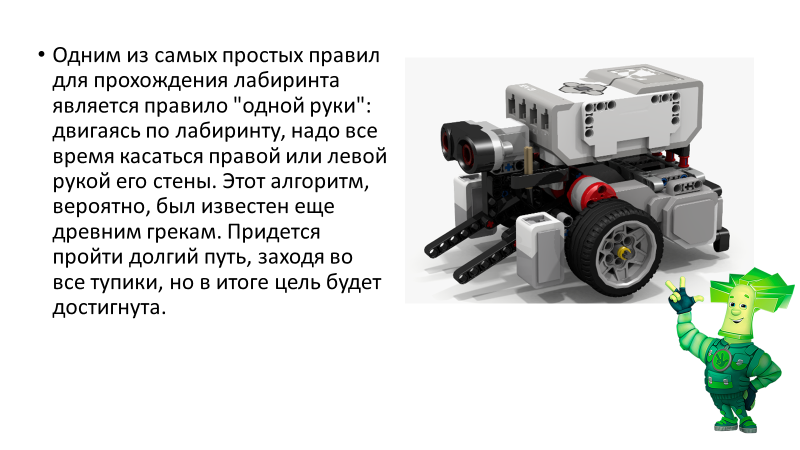 • Одним из самых простых правил
для прохождения лабиринта
является правило "одной руки":
двигаясь по лабиринту, надо все
время касаться правой или левой
рукой его стены. Этот алгоритм,
вероятно, был известен еще
древним грекам. Придется
пройти долгий путь, заходя во
все тупики, но в итоге цель будет
достигнута.